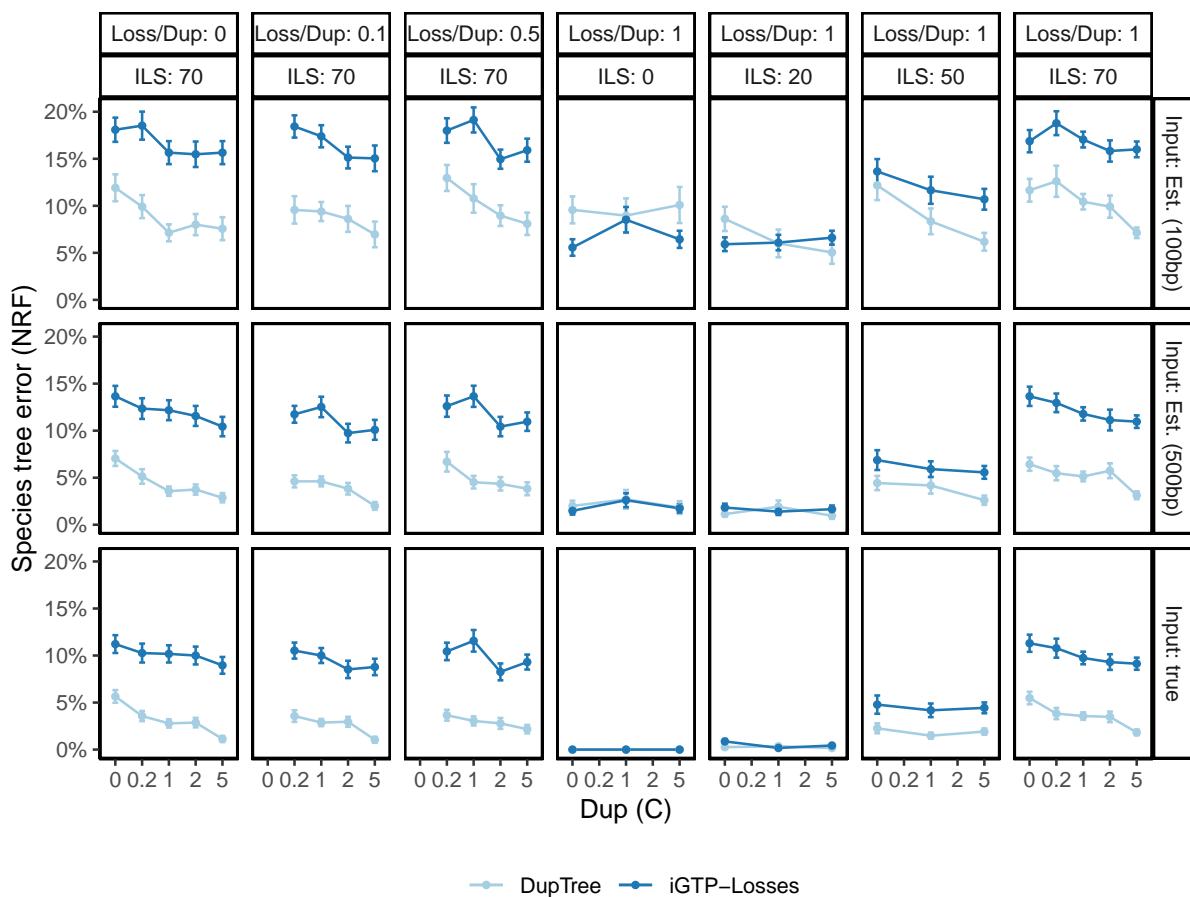 Loss/Dup: 0 Loss/Dup: 0.1 Loss/Dup: 0.5 Loss/Dup: 1 Loss/Dup: 1 Loss/Dup: 1 Loss/Dup: 1
ILS: 70 ILS: 70 ILS: 70 ILS: 0 ILS: 20 ILS: 50 ILS: 70
Species tree error (NRF)
20%
15%
10%
5%
0%
Input: Est. (100bp)
20%
15%
10%
5%
0%
Input: Est. (500bp)
20%
15%
10%
5%
0%
Input: true
0 0.2 1 2 5 0 0.2 1 2 5 0 0.2 1 2 5 0 0.2 1 2 5 0 0.2 1 2 5 0 0.2 1 2 5 0 0.2 1 2 5
Dup (C)
DupTree iGTP−Losses